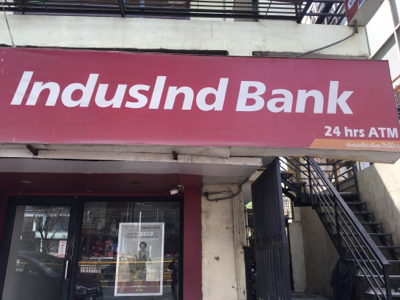 IndusInd Bank
24 hrs ATM